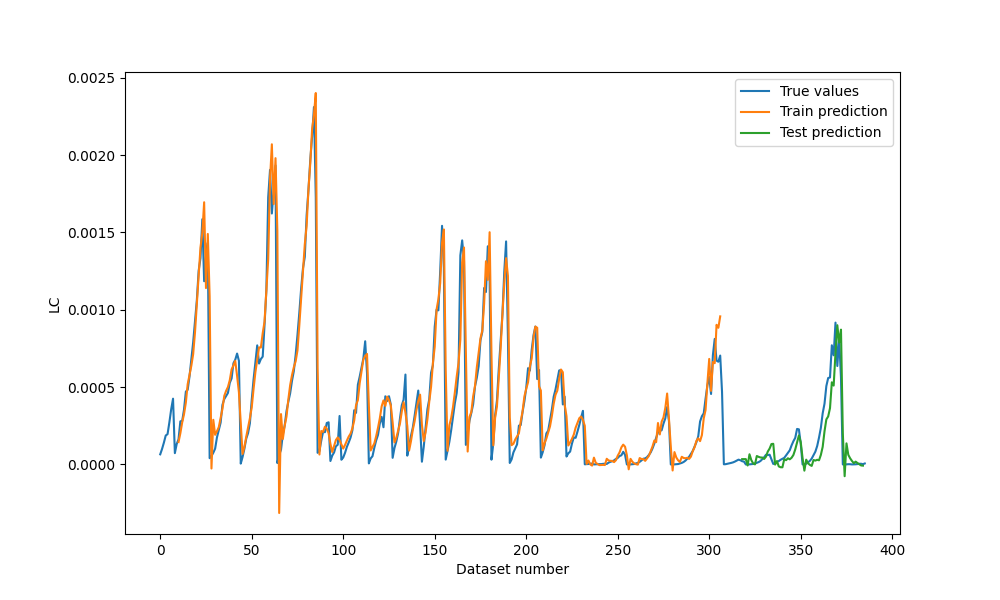 0.0025
0.0020
0.0015
0.0010
0.0005
0.0000
LC
True values
Train prediction
Test prediction
0 50 100 150 200 250 300 350 400
Dataset number